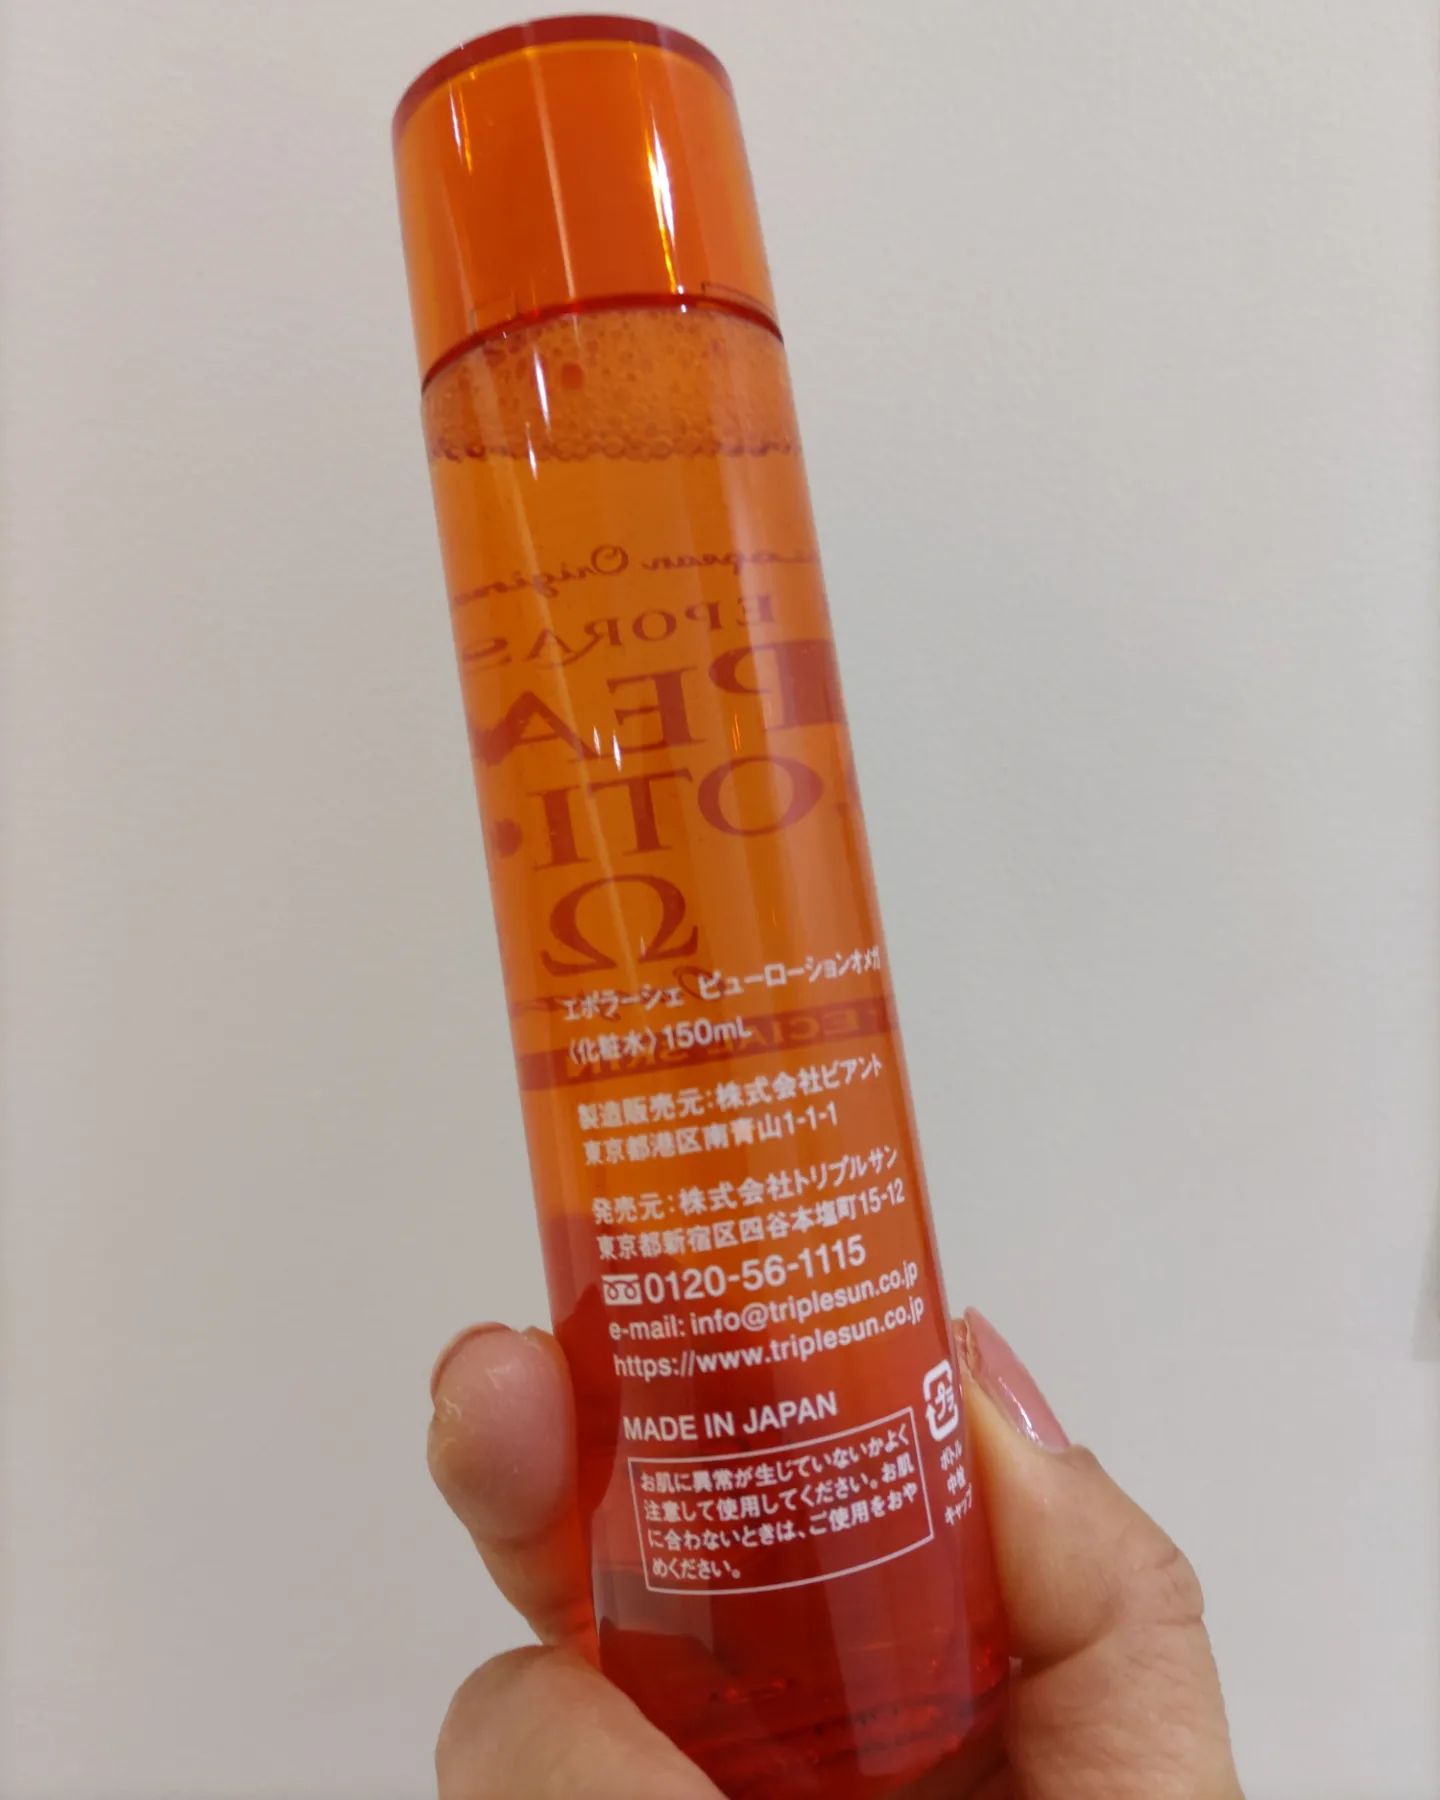 エポラーシェ ピューローションオメガ
〈化粧水〉150mL
製造販売元：株式会社ビアント
東京都港区南青山1-1-1
発売元：株式会社トリプルサン
東京都新宿区四谷本塩町15-12
0120-56-1115
e-mail: info@triplesun.co.jp
https://www.triplesun.co.jp
MADE IN JAPAN
お肌に異常が生じていないかよく
注意して使用してください。お肌
に合わないときは、ご使用をおや
めください。
プラ
ボトル
中栓
キャップ